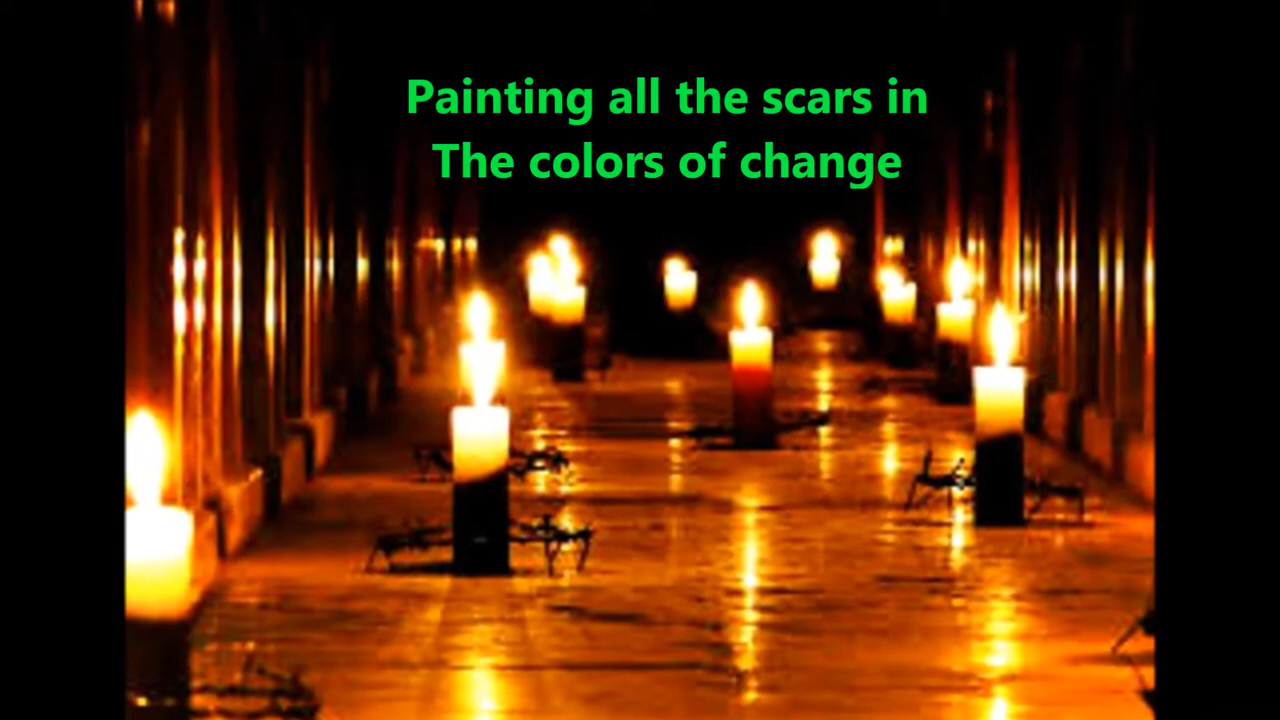 Painting all the scars in
The colors of change